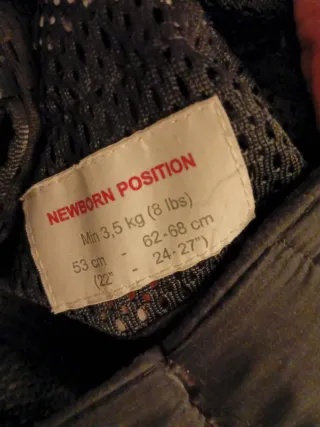 NEWBORN POSITION
Min 3,5 kg (8 lbs)
53 cm - 62-68 cm
(22" - 24-27")